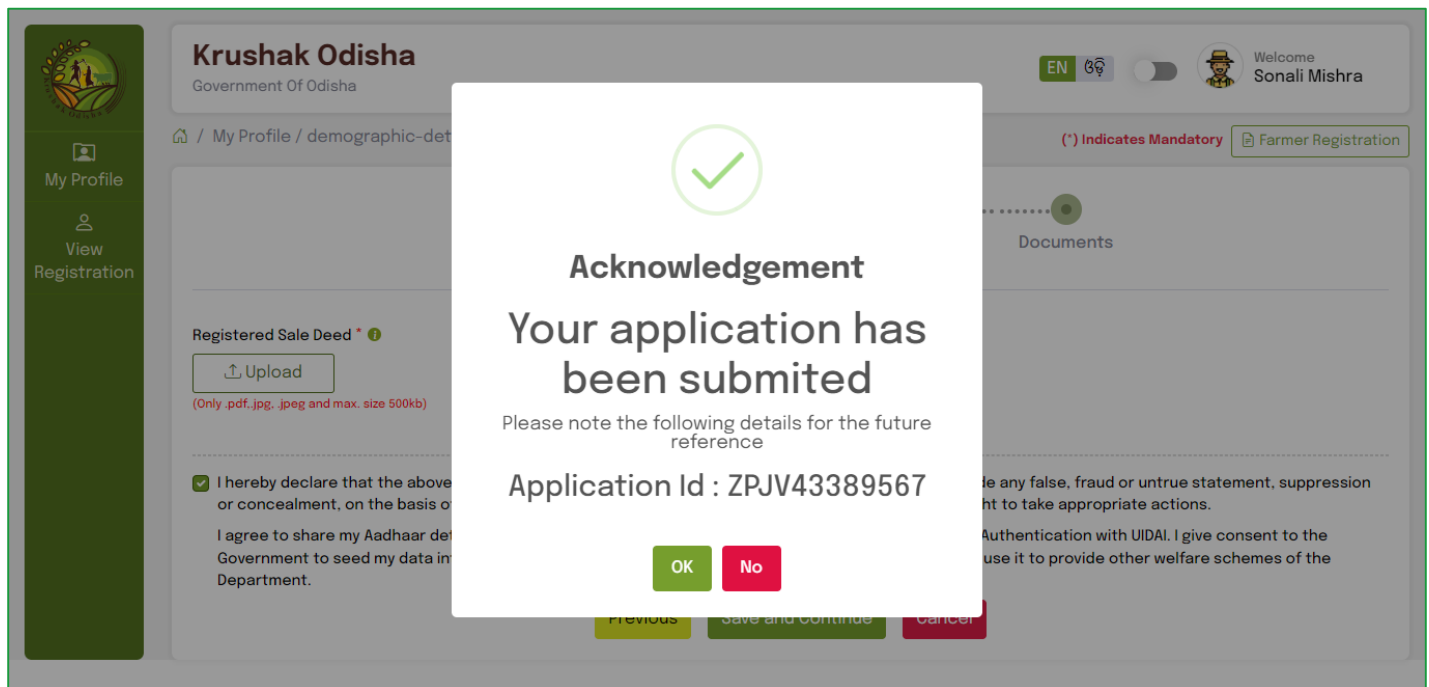 Krushak Odisha
Government Of Odisha
EN ଓଡ଼ି
Welcome
Sonali Mishra
/ My Profile / demographic-det
(*) Indicates Mandatory
Farmer Registration
My Profile
View
Registration
Documents
Acknowledgement
Your application has
been submited
Please note the following details for the future
reference
Application Id : ZPJV43389567
OK
No
Registered Sale Deed *
Upload
(Only .pdf,.jpg, .jpeg and max. size 500kb)
I hereby declare that the above
any false, fraud or untrue statement, suppression
or concealment, on the basis
to take appropriate actions.
I agree to share my Aadhaar
Authentication with UIDAI. I give consent to the
Government to seed my data
use it to provide other welfare schemes of the
Department.
Previous
Save and Continue
Cancel